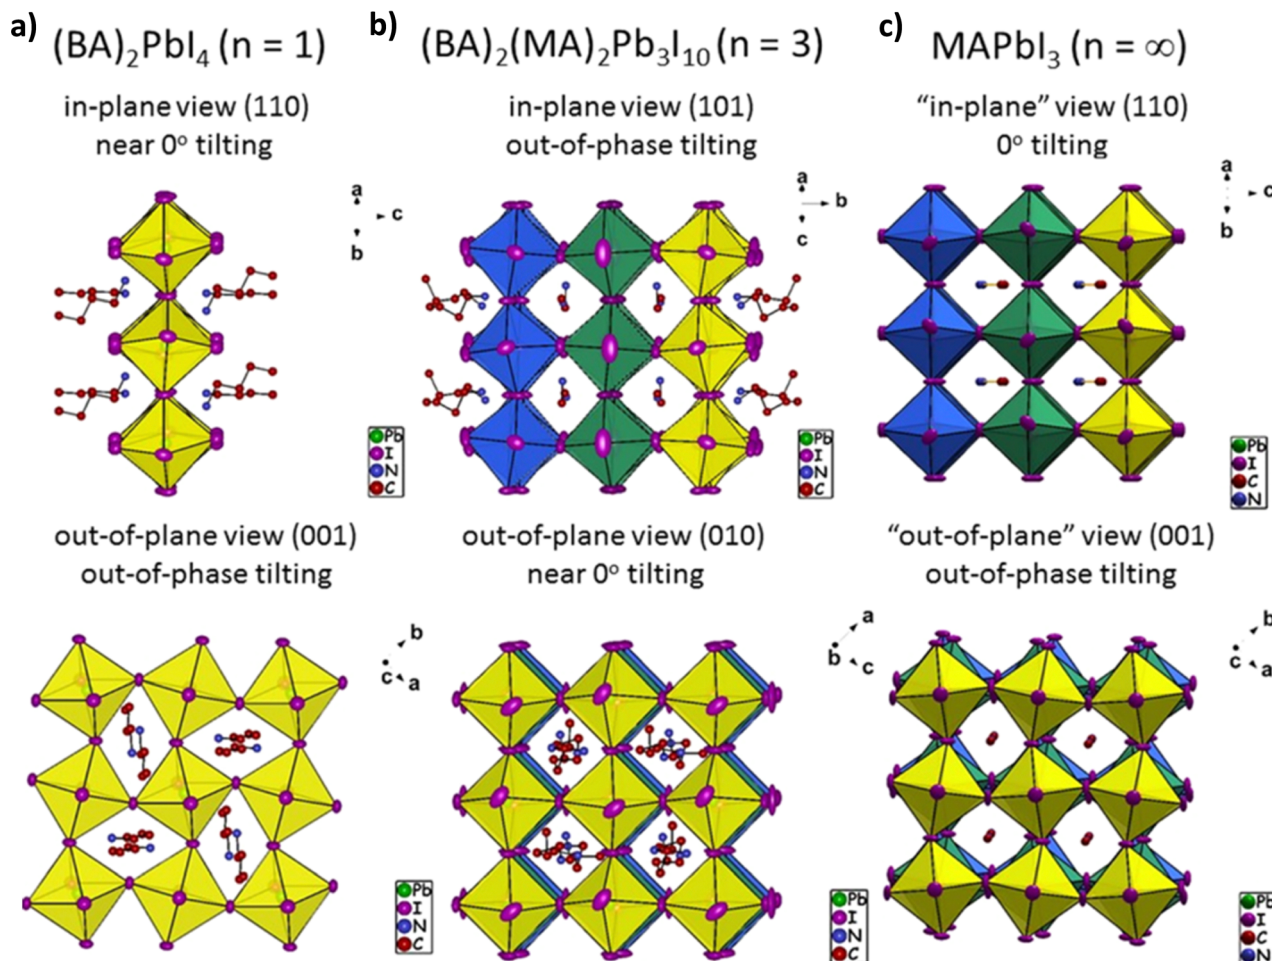 a) (BA)₂PbI₄ (n = 1)
in-plane view (110)
near 0° tilting
a
c
b
Pb
I
N
C
out-of-plane view (001)
out-of-phase tilting
b
c
a
Pb
I
N
C
b) (BA)₂(MA)₂Pb₃I₁₀ (n = 3)
in-plane view (101)
out-of-phase tilting
a
b
c
Pb
I
N
C
out-of-plane view (010)
near 0° tilting
a
b
c
Pb
I
N
C
c) MAPbI₃ (n = ∞)
“in-plane” view (110)
0° tilting
a
c
b
Pb
I
C
N
“out-of-plane” view (001)
out-of-phase tilting
b
c
a
Pb
I
C
N